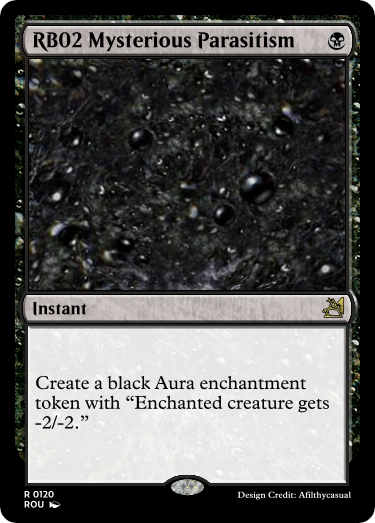 RB02 Mysterious Parasitism
Instant
Create a black Aura enchantment
token with “Enchanted creature gets
-2/-2.”
R 0120
ROU
Design Credit: Afilthycasual